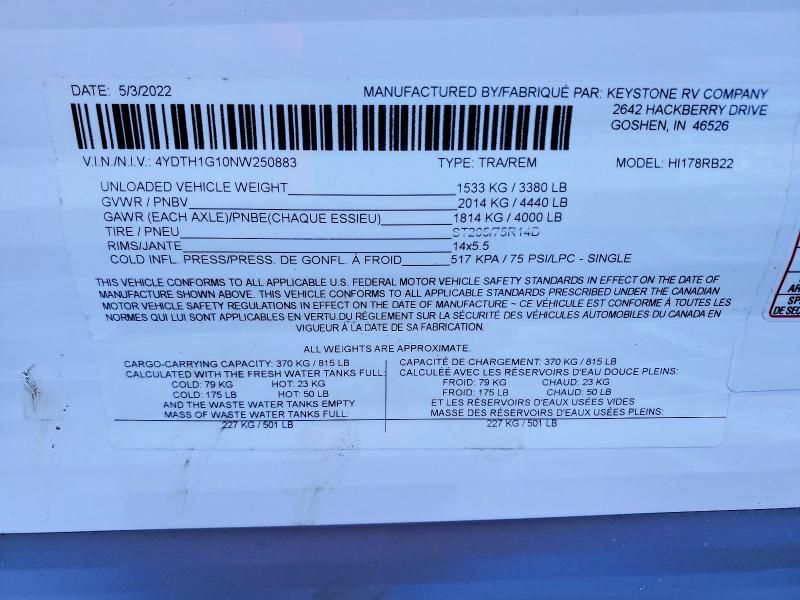 DATE: 5/3/2022
MANUFACTURED BY/FABRIQUÉ PAR: KEYSTONE RV COMPANY
2642 HACKBERRY DRIVE
GOSHEN, IN 46526
V.I.N./N.I.V.: 4YDTH1G10NW250883 TYPE: TRA/REM MODEL: HI178RB22
UNLOADED VEHICLE WEIGHT 1533 KG / 3380 LB
GVWR / PNBV 2014 KG / 4440 LB
GAWR (EACH AXLE)/PNBE(CHAQUE ESSIEU) 1814 KG / 4000 LB
TIRE / PNEU ST205/75R14D
RIMS/JANTE 14x5.5
COLD INFL. PRESS/PRESS. DE GONFL. À FROID 517 KPA / 75 PSI/LPC - SINGLE
THIS VEHICLE CONFORMS TO ALL APPLICABLE U.S. FEDERAL MOTOR VEHICLE SAFETY STANDARDS IN EFFECT ON THE DATE OF
MANUFACTURE SHOWN ABOVE. THIS VEHICLE CONFORMS TO ALL APPLICABLE STANDARDS PRESCRIBED UNDER THE CANADIAN
MOTOR VEHICLE SAFETY REGULATIONS IN EFFECT ON THE DATE OF MANUFACTURE ~ CE VÉHICULE EST CONFORME À TOUTES LES
NORMES QUI LUI SONT APPLICABLES EN VERTU DU RÉGLEMENT SUR LA SÉCURITÉ DES VÉHICULES AUTOMOBILES DU CANADA EN
VIGUEUR À LA DATE DE SA FABRICATION.
ALL WEIGHTS ARE APPROXIMATE.
CARGO-CARRYING CAPACITY: 370 KG / 815 LB
CALCULATED WITH THE FRESH WATER TANKS FULL:
COLD: 79 KG HOT: 23 KG
COLD: 175 LB HOT: 50 LB
AND THE WASTE WATER TANKS EMPTY
MASS OF WASTE WATER TANKS FULL:
227 KG / 501 LB
CAPACITÉ DE CHARGEMENT: 370 KG / 815 LB
CALCULÉE AVEC LES RÉSERVOIRS D'EAU DOUCE PLEINS:
FROID: 79 KG CHAUD: 23 KG
FROID: 175 LB CHAUD: 50 LB
ET LES RÉSERVOIRS D'EAUX USÉES VIDES
MASSE DES RÉSERVOIRS D'EAUX USÉES PLEINS:
227 KG / 501 LB